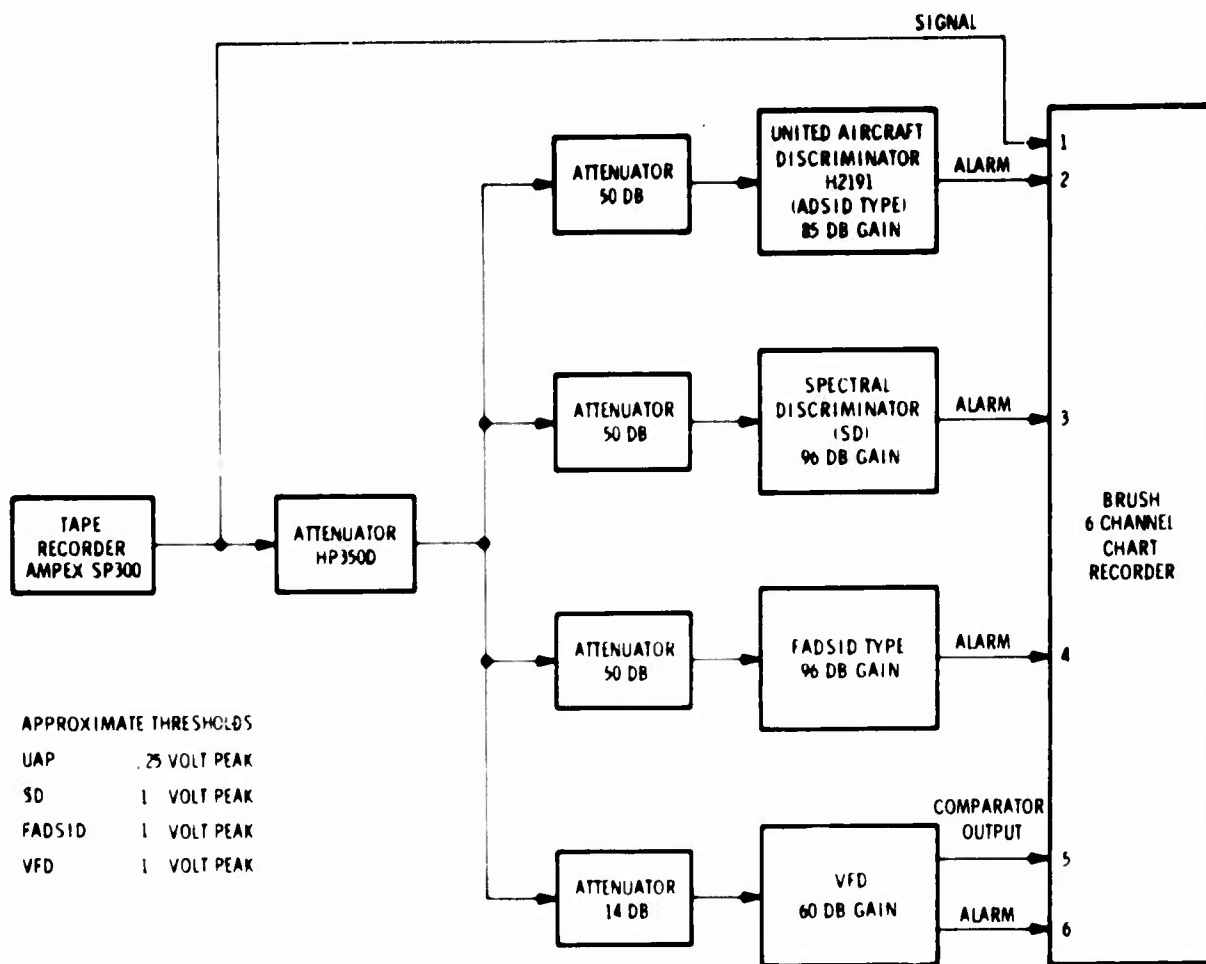 SIGNAL
UNITED AIRCRAFT
DISCRIMINATOR
H2191
(ADSID TYPE)
85 DB GAIN
ATTENUATOR
50 DB
ALARM
1
2
SPECTRAL
DISCRIMINATOR
(SD)
96 DB GAIN
ATTENUATOR
50 DB
ALARM
3
TAPE
RECORDER
AMPEX SP300
ATTENUATOR
HP350D
BRUSH
6 CHANNEL
CHART
RECORDER
ATTENUATOR
50 DB
FADSID TYPE
96 DB GAIN
ALARM
4
APPROXIMATE THRESHOLDS
UAP .25 VOLT PEAK
SD 1 VOLT PEAK
FADSID 1 VOLT PEAK
VFD 1 VOLT PEAK
ATTENUATOR
14 DB
VFD
60 DB GAIN
COMPARATOR
OUTPUT
5
ALARM
6